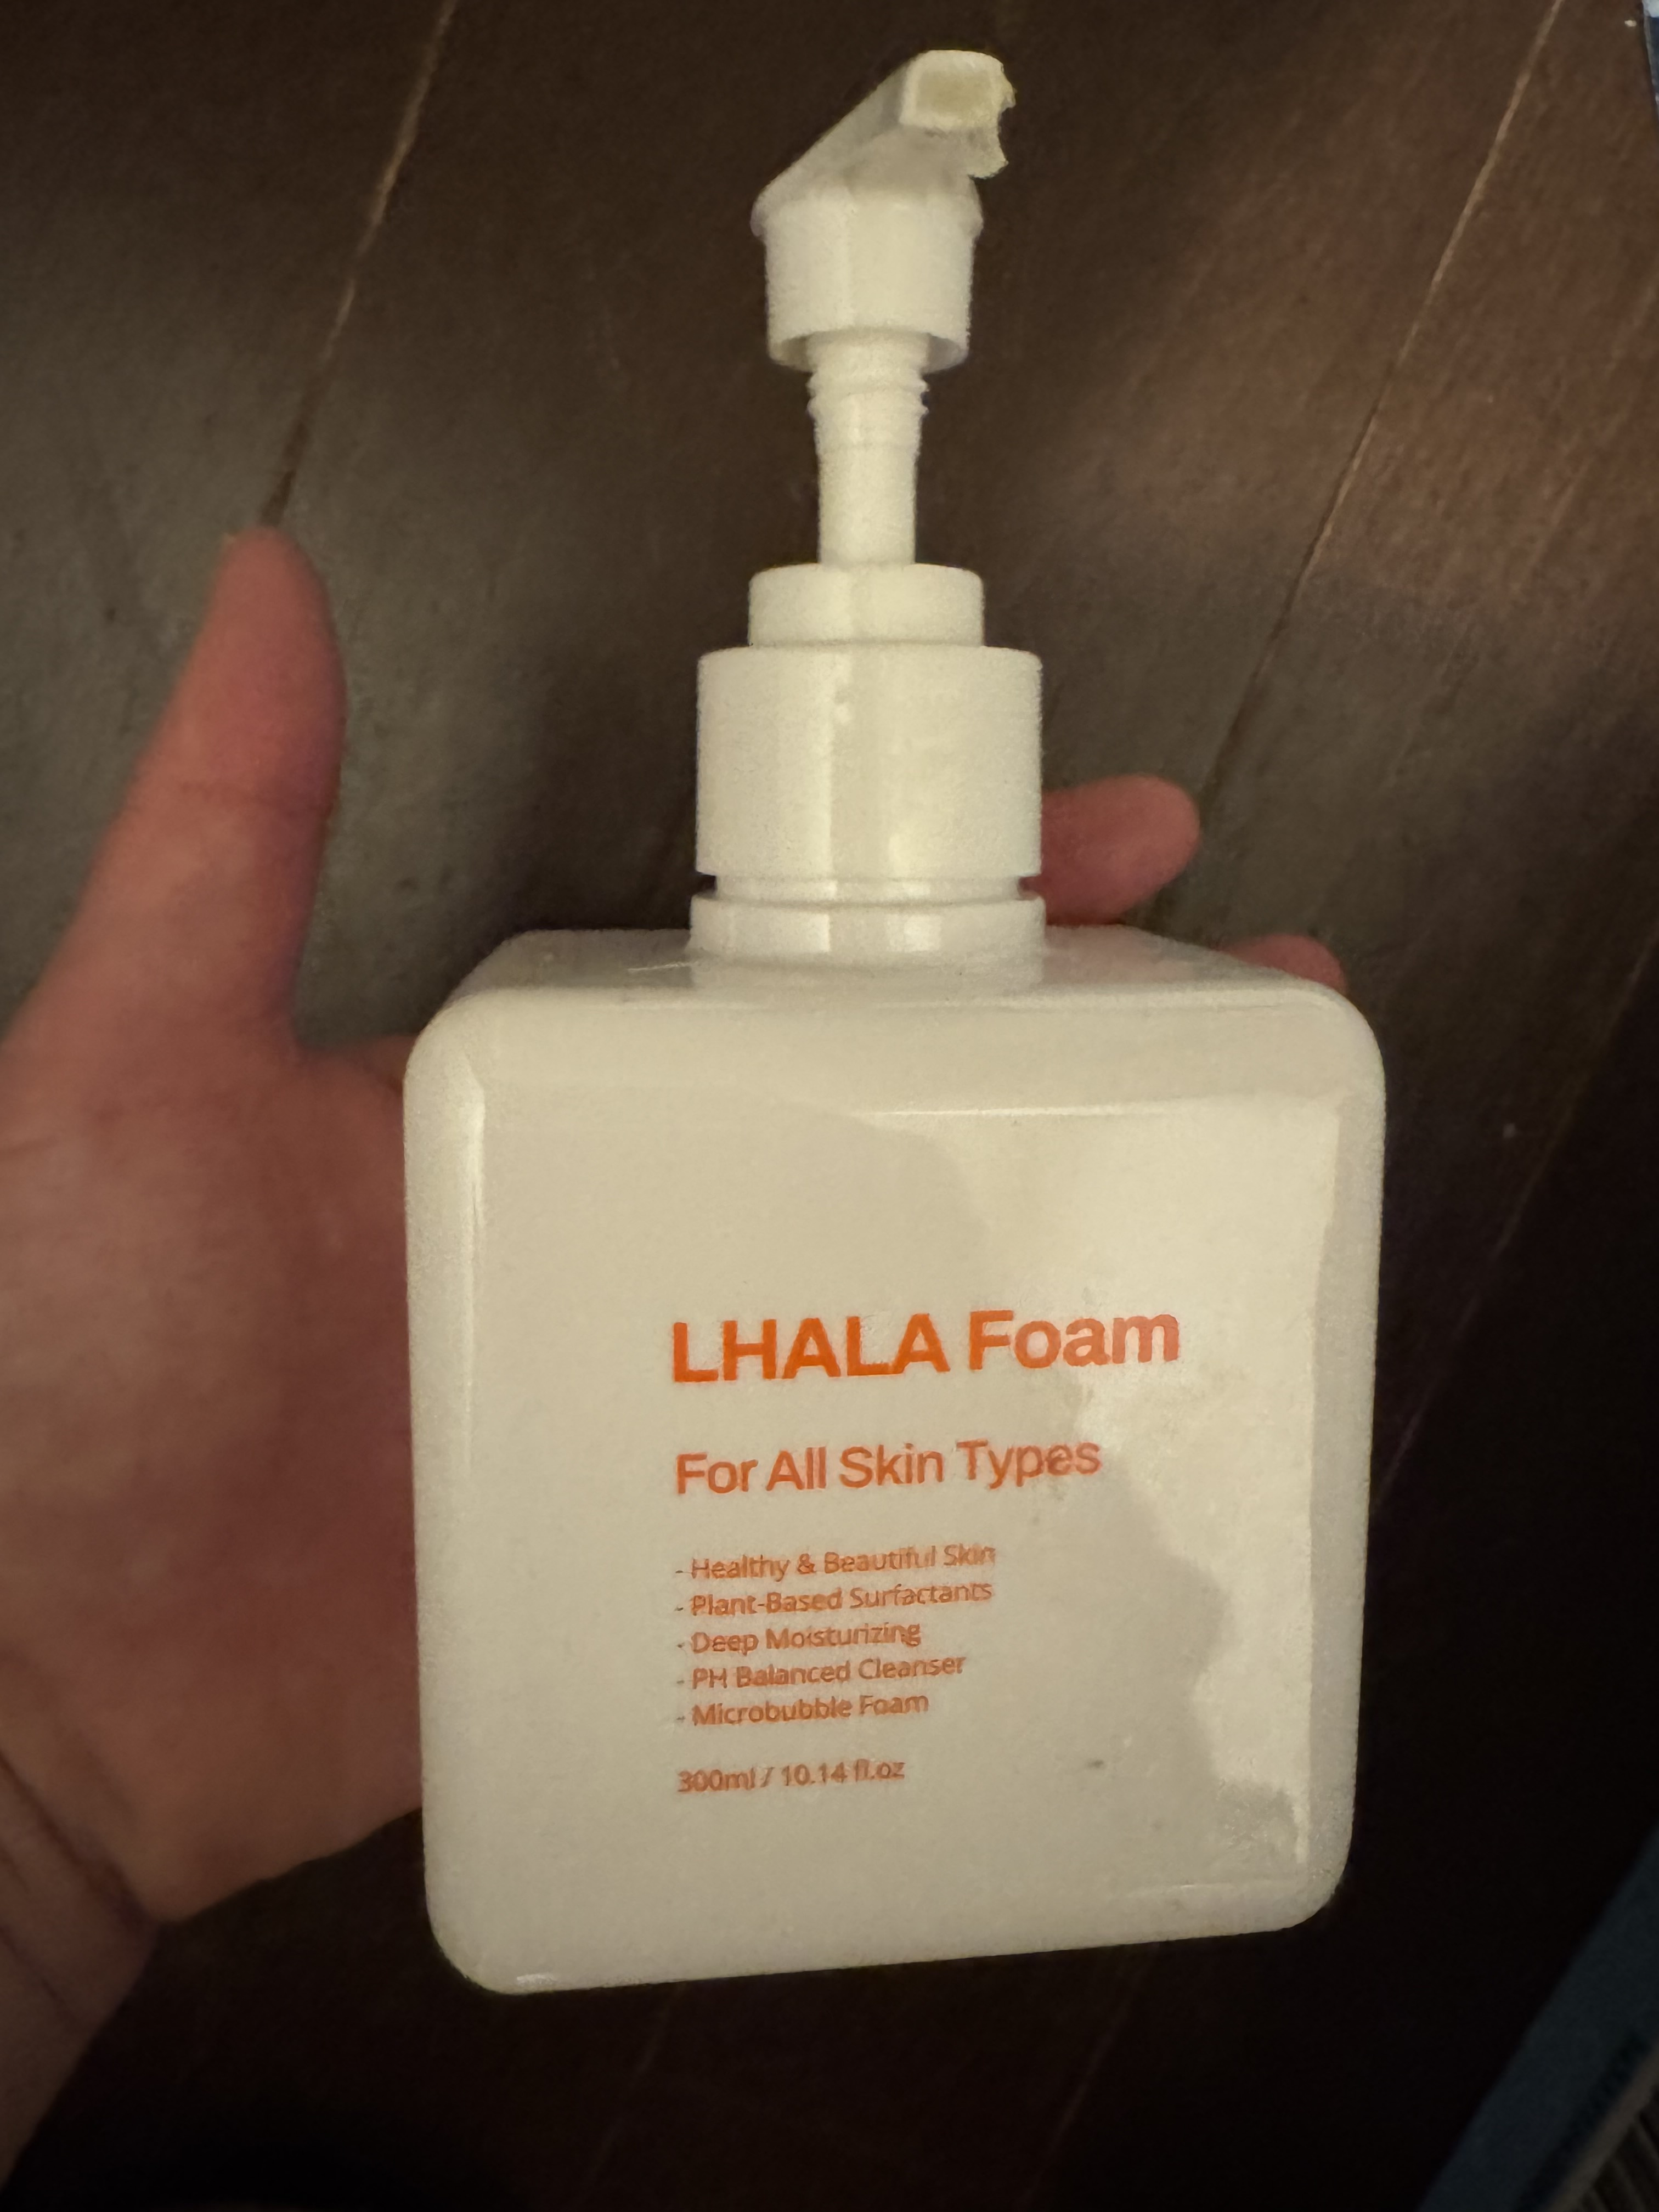 LHALA Foam
For All Skin Types
- Healthy & Beautiful Skin
- Plant-Based Surfactants
- Deep Moisturizing
- PH Balanced Cleanser
- Microbubble Foam
300ml / 10.14 fl.oz